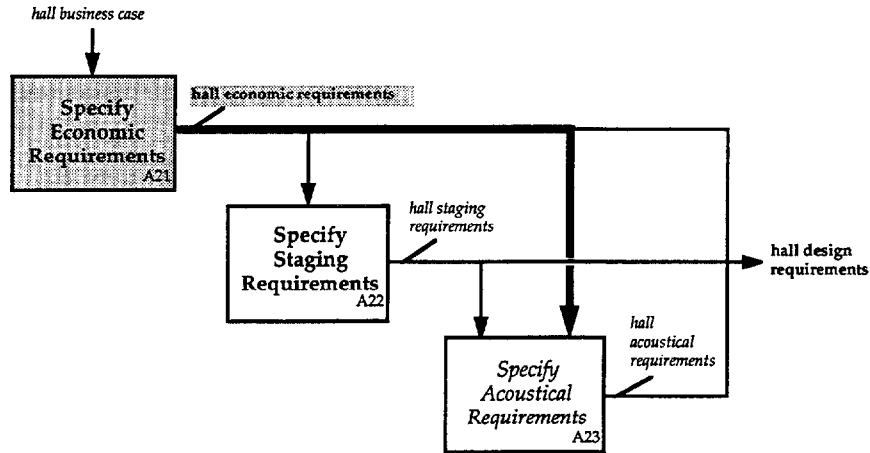 hall business case
hall economic requirements
Specify
Economic
Requirements
A21
hall staging
requirements
Specify
Staging
Requirements
A22
hall design
requirements
hall
acoustical
requirements
Specify
Acoustical
Requirements
A23